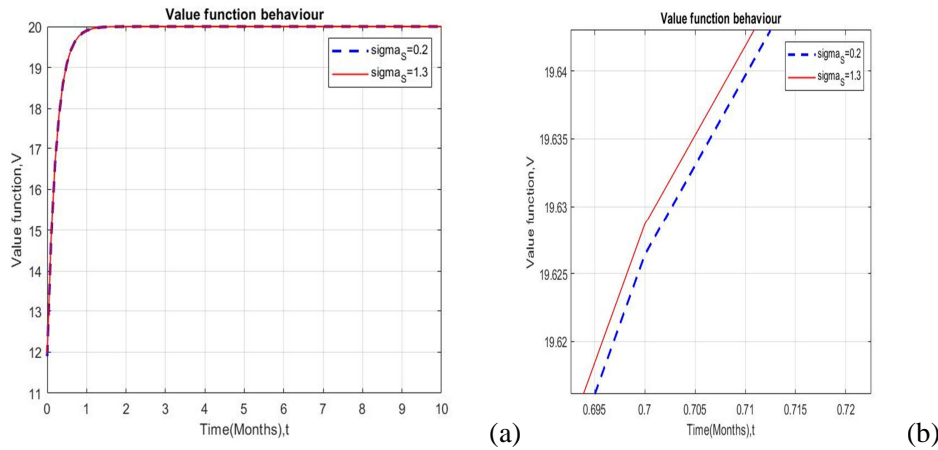 Value function behaviour
20
19
18
17
16
15
14
13
12
11
Value function,V
sigma_S=0.2
sigma_S=1.3
0 1 2 3 4 5 6 7 8 9 10
Time(Months),t
(a)
Value function behaviour
19.64
19.635
19.63
19.625
19.62
Value function,V
sigma_S=0.2
sigma_S=1.3
0.695 0.7 0.705 0.71 0.715 0.72
Time(Months),t
(b)